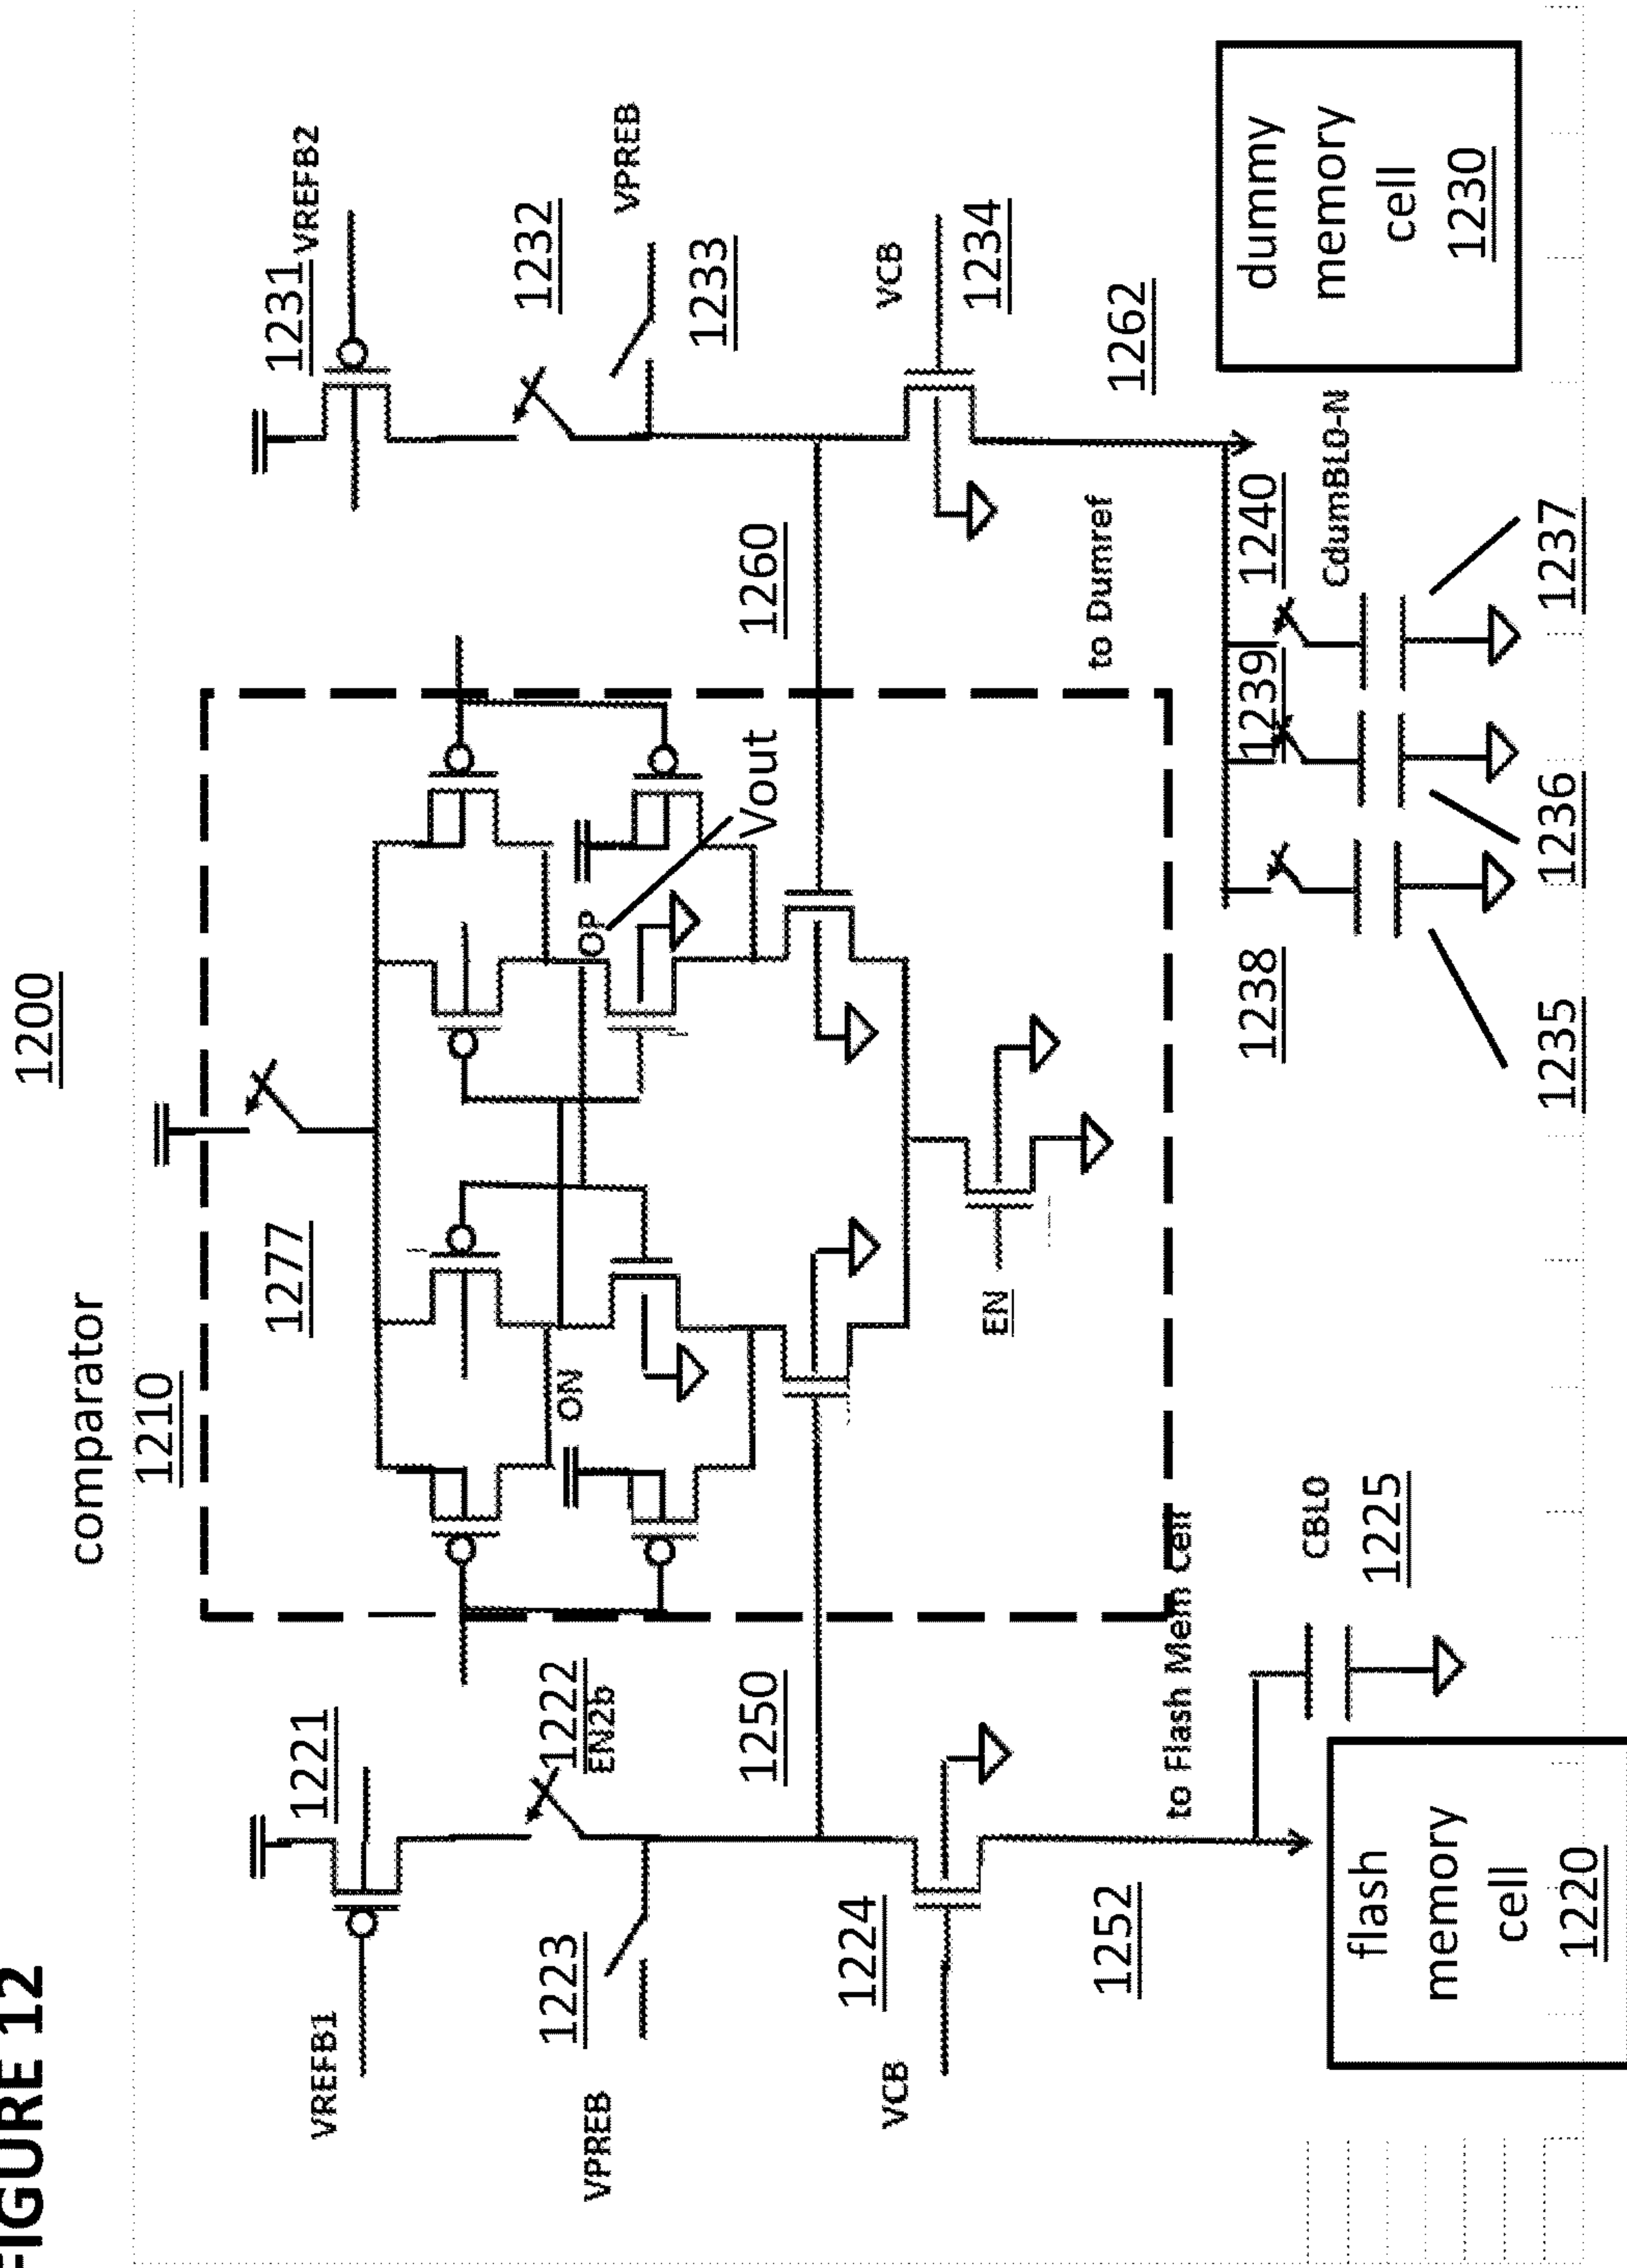 FIGURE 12
1200
comparator
1210
1277
VREFB1
1221
1231
VREFB2
VPREB
1223
1222
EN2b
ON
OP
Vout
1232
VPREB
1233
1250
1260
VCB
1224
EN
VCB
1234
1252
to Flash Mem Cell
to Dumref
1262
CBLO
1225
1238
1239
1240
CdumBLO-N
flash
memory
cell
1220
1235
1236
1237
dummy
memory
cell
1230